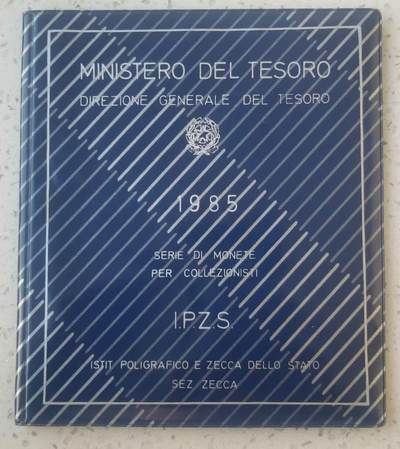 MINISTERO DEL TESORO
DIREZIONE GENERALE DEL TESORO
1985
SERIE DI MONETE
PER COLLEZIONISTI
I.P.Z.S.
ISTIT POLIGRAFICO E ZECCA DELLO STATO
SEZ ZECCA